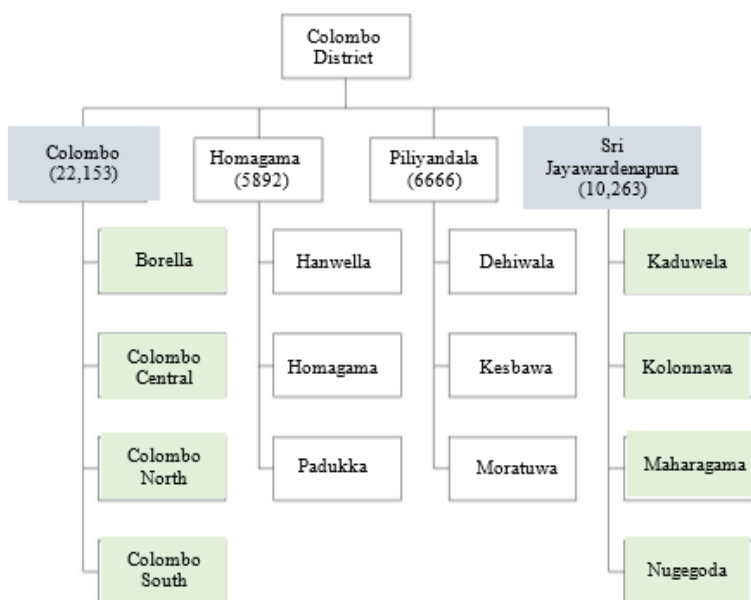 Colombo
District
Colombo
(22,153)
Homagama
(5892)
Piliyandala
(6666)
Sri
Jayawardenapura
(10,263)
Borella
Hanwella
Dehiwala
Kaduwela
Colombo
Central
Homagama
Kesbawa
Kolonnawa
Colombo
North
Padukka
Moratuwa
Maharagama
Colombo
South
Nugegoda